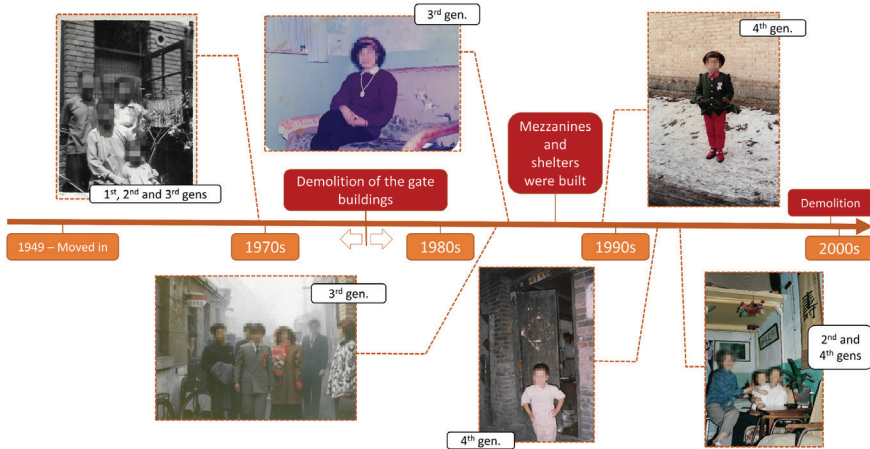 3rd gen.
4th gen.
1st, 2nd and 3rd gens
Demolition of the gate
buildings
Mezzanines
and
shelters
were built
Demolition
1949 – Moved in
1970s
1980s
1990s
2000s
3rd gen.
4th gen.
2nd and
4th gens
壽